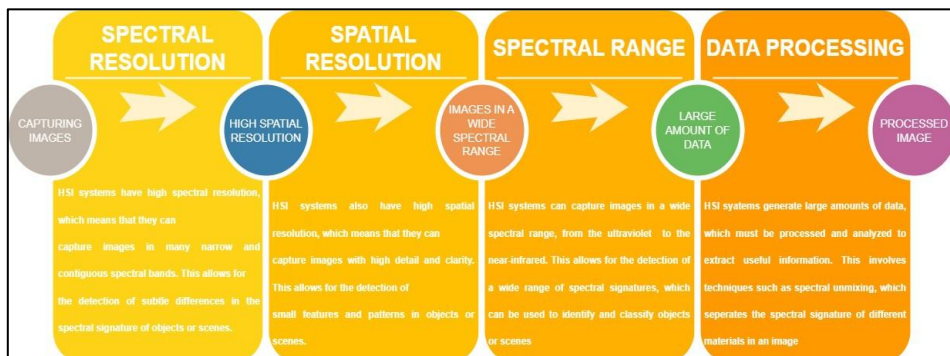 SPECTRAL
RESOLUTION
SPATIAL
RESOLUTION
SPECTRAL RANGE
DATA PROCESSING
CAPTURING
IMAGES
HIGH SPATIAL
RESOLUTION
IMAGES IN A
WIDE
SPECTRAL
RANGE
LARGE
AMOUNT OF
DATA
PROCESSED
IMAGE
HSI systems have high spectral resolution,
which means that they can
capture images in many narrow and
contiguous spectral bands. This allows for
the detection of subtle differences in the
spectral signature of objects or scenes.
HSI systems also have high spatial
resolution, which means that they can
capture images with high detail and clarity.
This allows for the detection of
small features and patterns in objects or
scenes.
HSI systems can capture images in a wide
spectral range, from the ultraviolet to the
near-infrared. This allows for the detection of
a wide range of spectral signatures, which
can be used to identify and classify objects
or scenes
HSI syatems generate large amounts of data,
which must be processed and analyzed to
extract useful information. This involves
techniques such as spectral unmixing, which
seperates the spectral signature of different
materials in an image